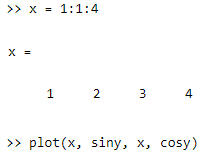 >> x = 1:1:4
x =
1 2 3 4
>> plot(x, siny, x, cosy)